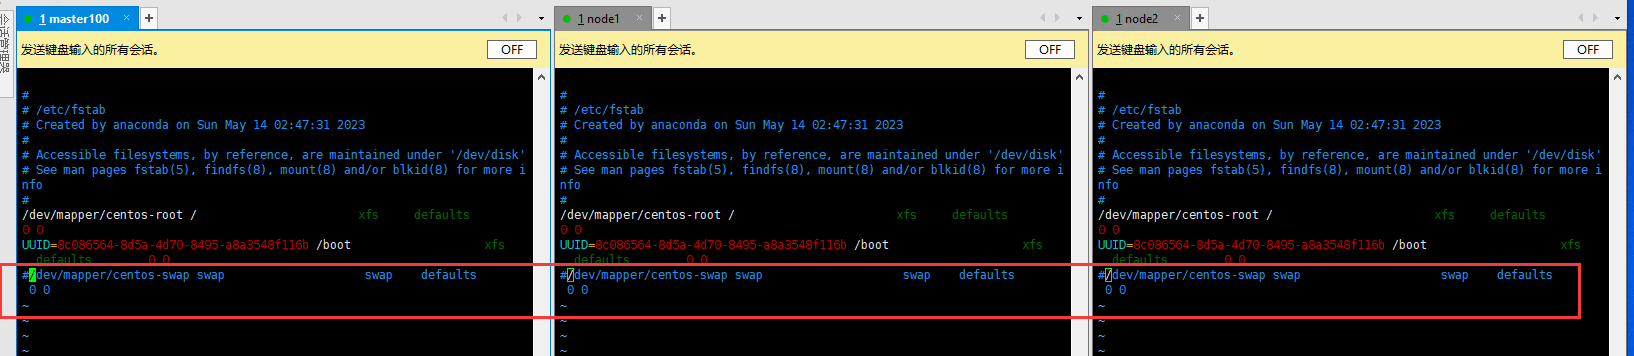 会话管理器
1 master100
发送键盘输入的所有会话。 OFF
#
# /etc/fstab
# Created by anaconda on Sun May 14 02:47:31 2023
#
# Accessible filesystems, by reference, are maintained under '/dev/disk'
# See man pages fstab(5), findfs(8), mount(8) and/or blkid(8) for more i
nfo
#
/dev/mapper/centos-root / xfs defaults
0 0
UUID=8c086564-8d5a-4d70-8495-a8a3548f116b /boot xfs
defaults 0 0
#/dev/mapper/centos-swap swap swap defaults
0 0
~
~
~
~
1 node1
发送键盘输入的所有会话。 OFF
#
# /etc/fstab
# Created by anaconda on Sun May 14 02:47:31 2023
#
# Accessible filesystems, by reference, are maintained under '/dev/disk'
# See man pages fstab(5), findfs(8), mount(8) and/or blkid(8) for more i
nfo
#
/dev/mapper/centos-root / xfs defaults
0 0
UUID=8c086564-8d5a-4d70-8495-a8a3548f116b /boot xfs
defaults 0 0
#/dev/mapper/centos-swap swap swap defaults
0 0
~
~
~
~
1 node2
发送键盘输入的所有会话。 OFF
#
# /etc/fstab
# Created by anaconda on Sun May 14 02:47:31 2023
#
# Accessible filesystems, by reference, are maintained under '/dev/disk'
# See man pages fstab(5), findfs(8), mount(8) and/or blkid(8) for more i
nfo
#
/dev/mapper/centos-root / xfs defaults
0 0
UUID=8c086564-8d5a-4d70-8495-a8a3548f116b /boot xfs
defaults 0 0
#/dev/mapper/centos-swap swap swap defaults
0 0
~
~
~
~